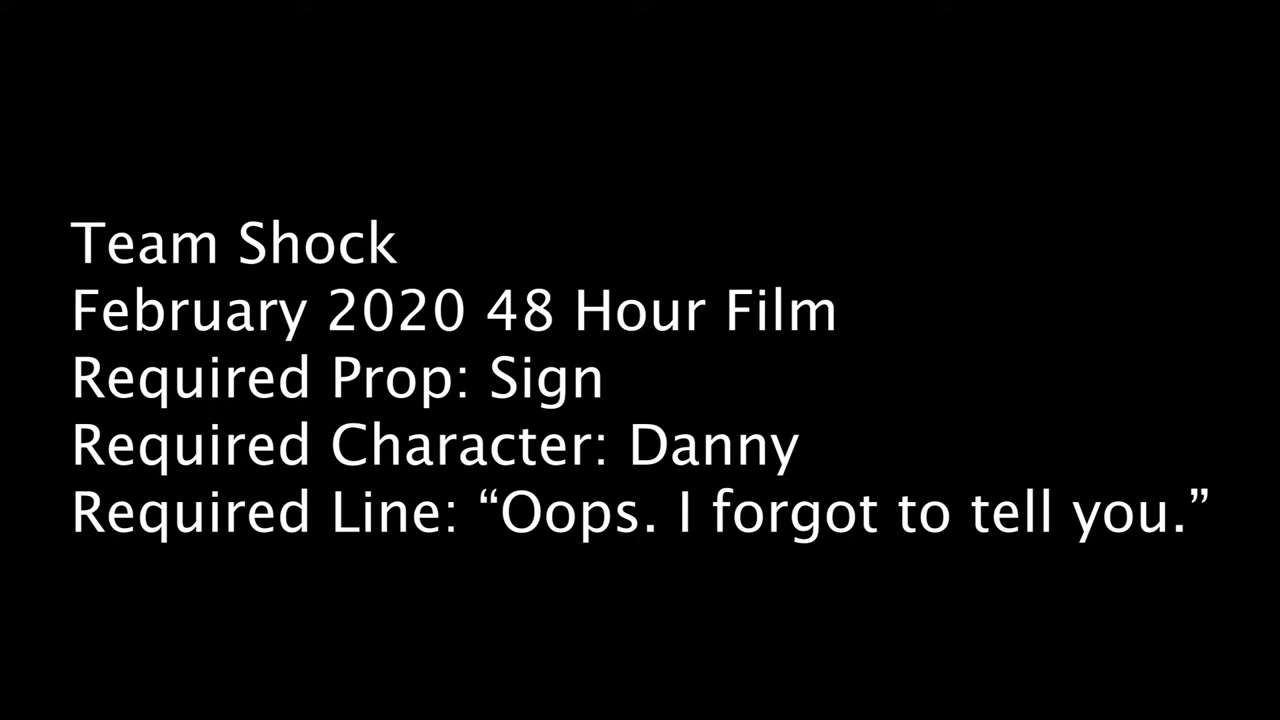 Team Shock
February 2020 48 Hour Film
Required Prop: Sign
Required Character: Danny
Required Line: “Oops. I forgot to tell you.”